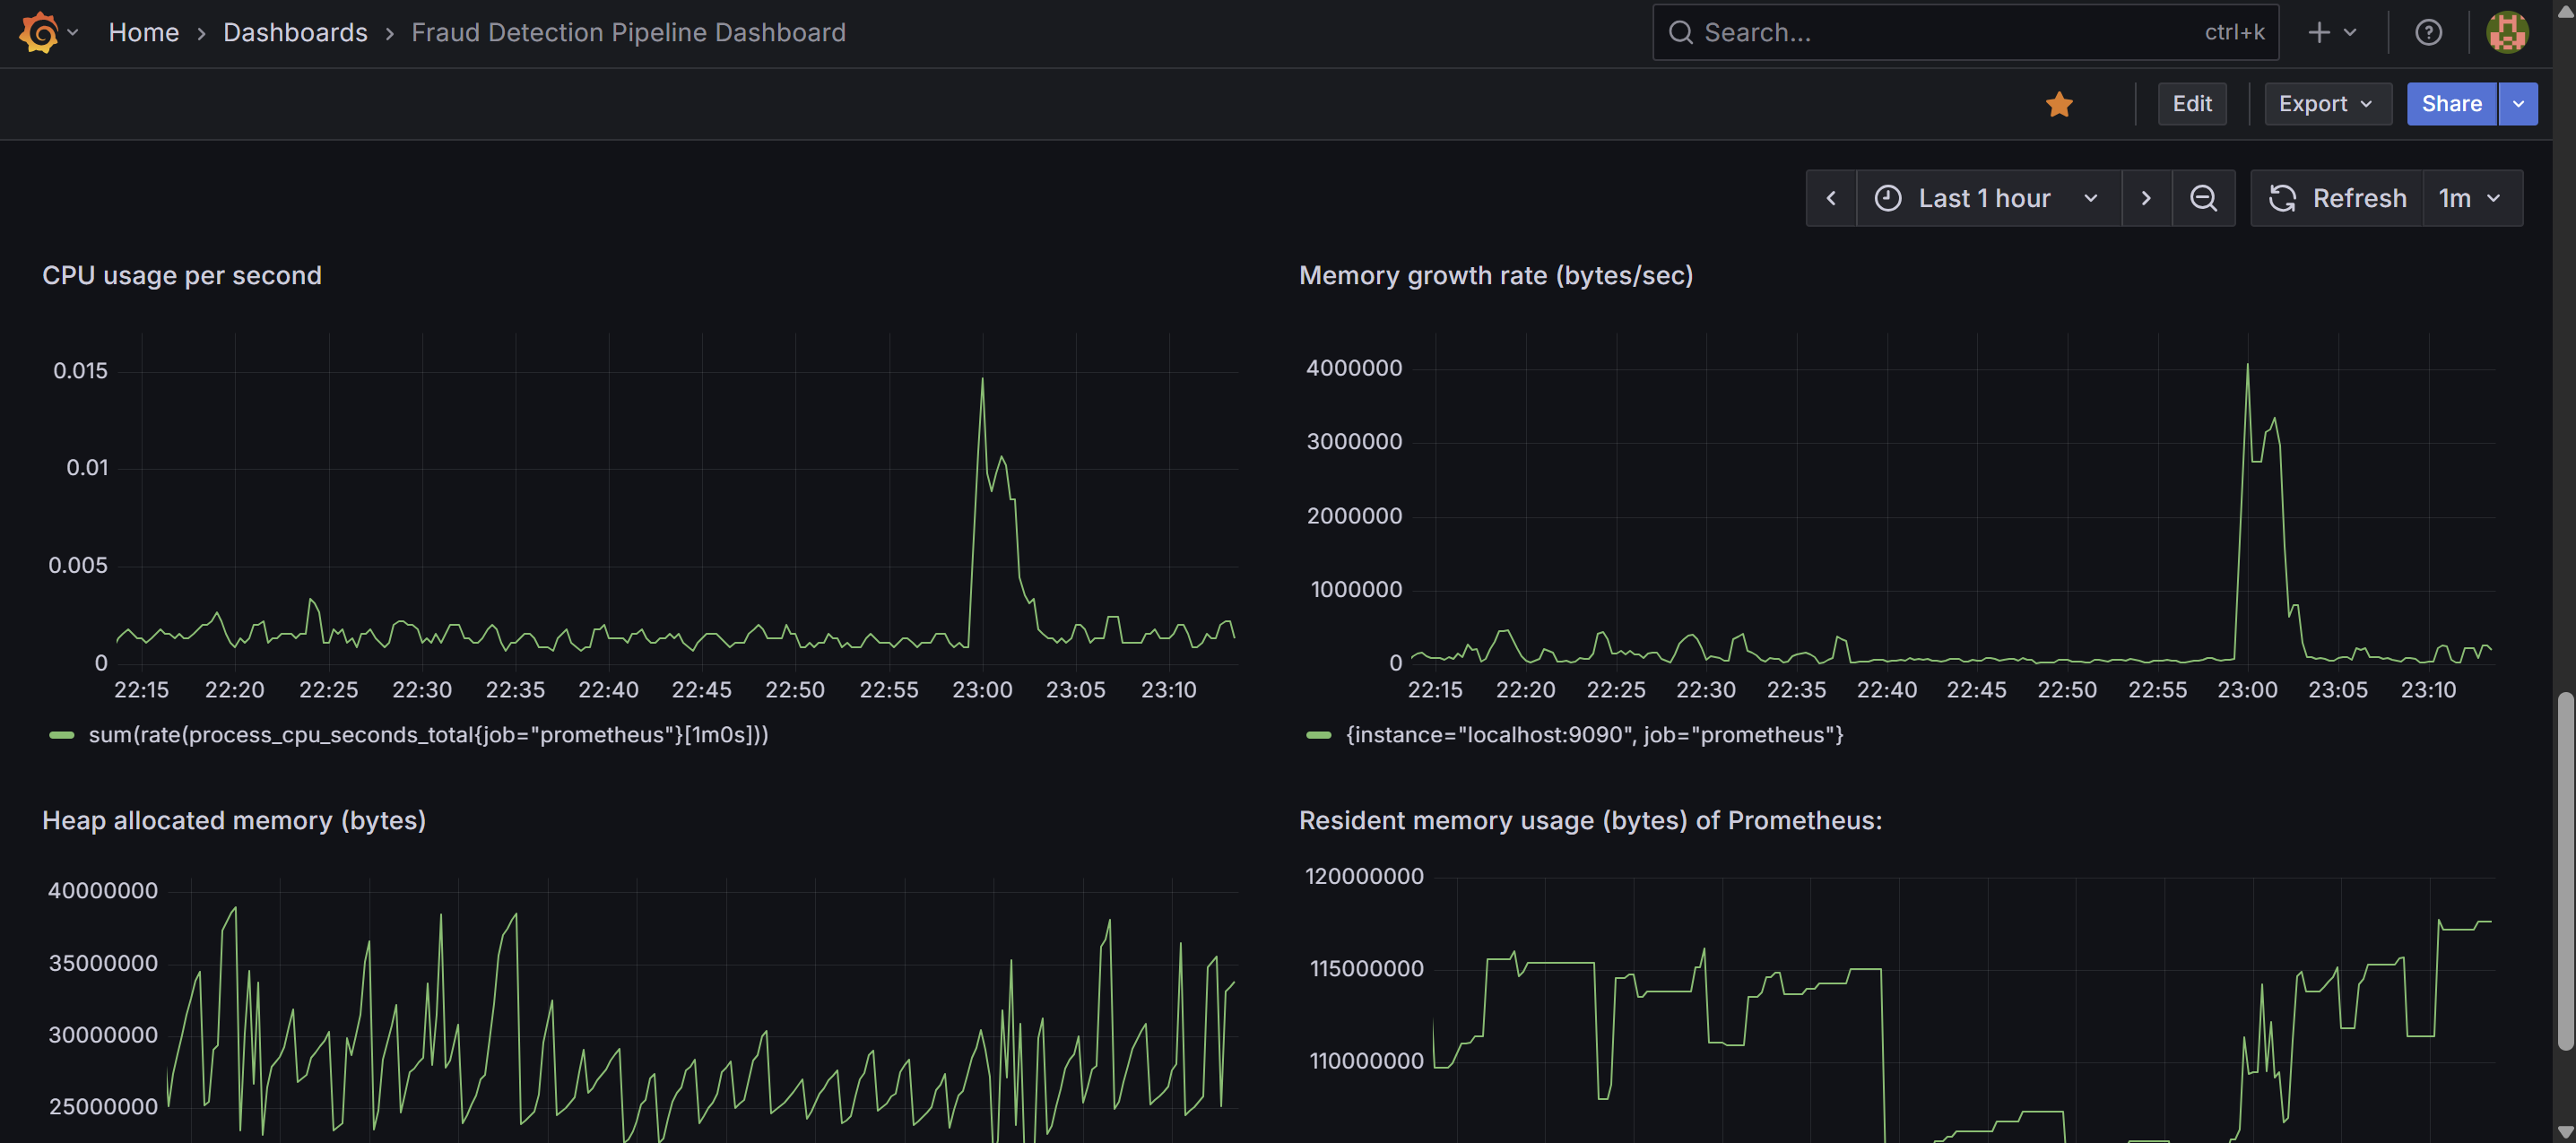 Home › Dashboards › Fraud Detection Pipeline Dashboard
Search...
ctrl+k
Edit
Export
Share
Last 1 hour
Refresh
1m
CPU usage per second
0.015
0.01
0.005
0
22:15 22:20 22:25 22:30 22:35 22:40 22:45 22:50 22:55 23:00 23:05 23:10
sum(rate(process_cpu_seconds_total{job="prometheus"}[1m0s]))
Memory growth rate (bytes/sec)
4000000
3000000
2000000
1000000
0
22:15 22:20 22:25 22:30 22:35 22:40 22:45 22:50 22:55 23:00 23:05 23:10
{instance="localhost:9090", job="prometheus"}
Heap allocated memory (bytes)
40000000
35000000
30000000
25000000
Resident memory usage (bytes) of Prometheus:
120000000
115000000
110000000